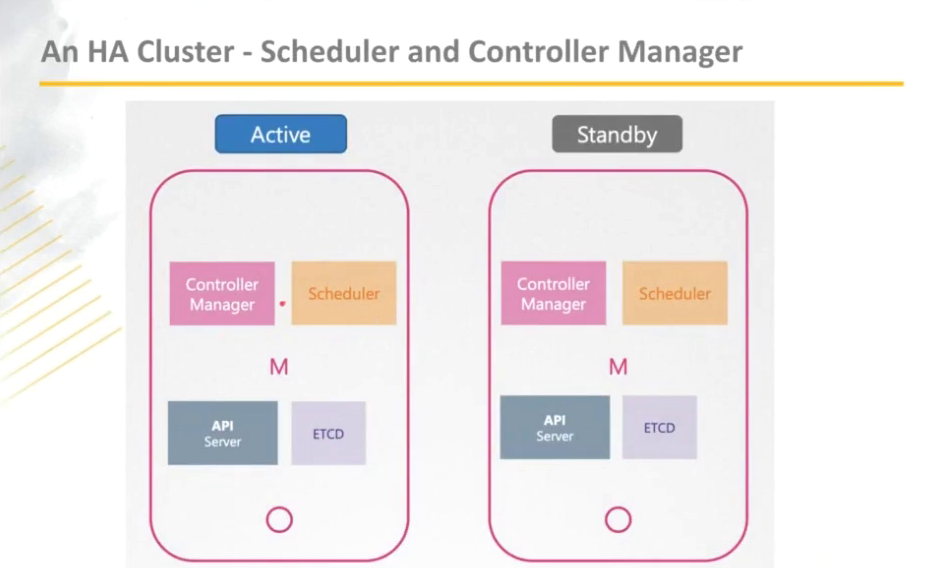 An HA Cluster - Scheduler and Controller Manager
Active
Standby
Controller
Manager
Scheduler
Controller
Manager
Scheduler
M
M
API
Server
ETCD
API
Server
ETCD